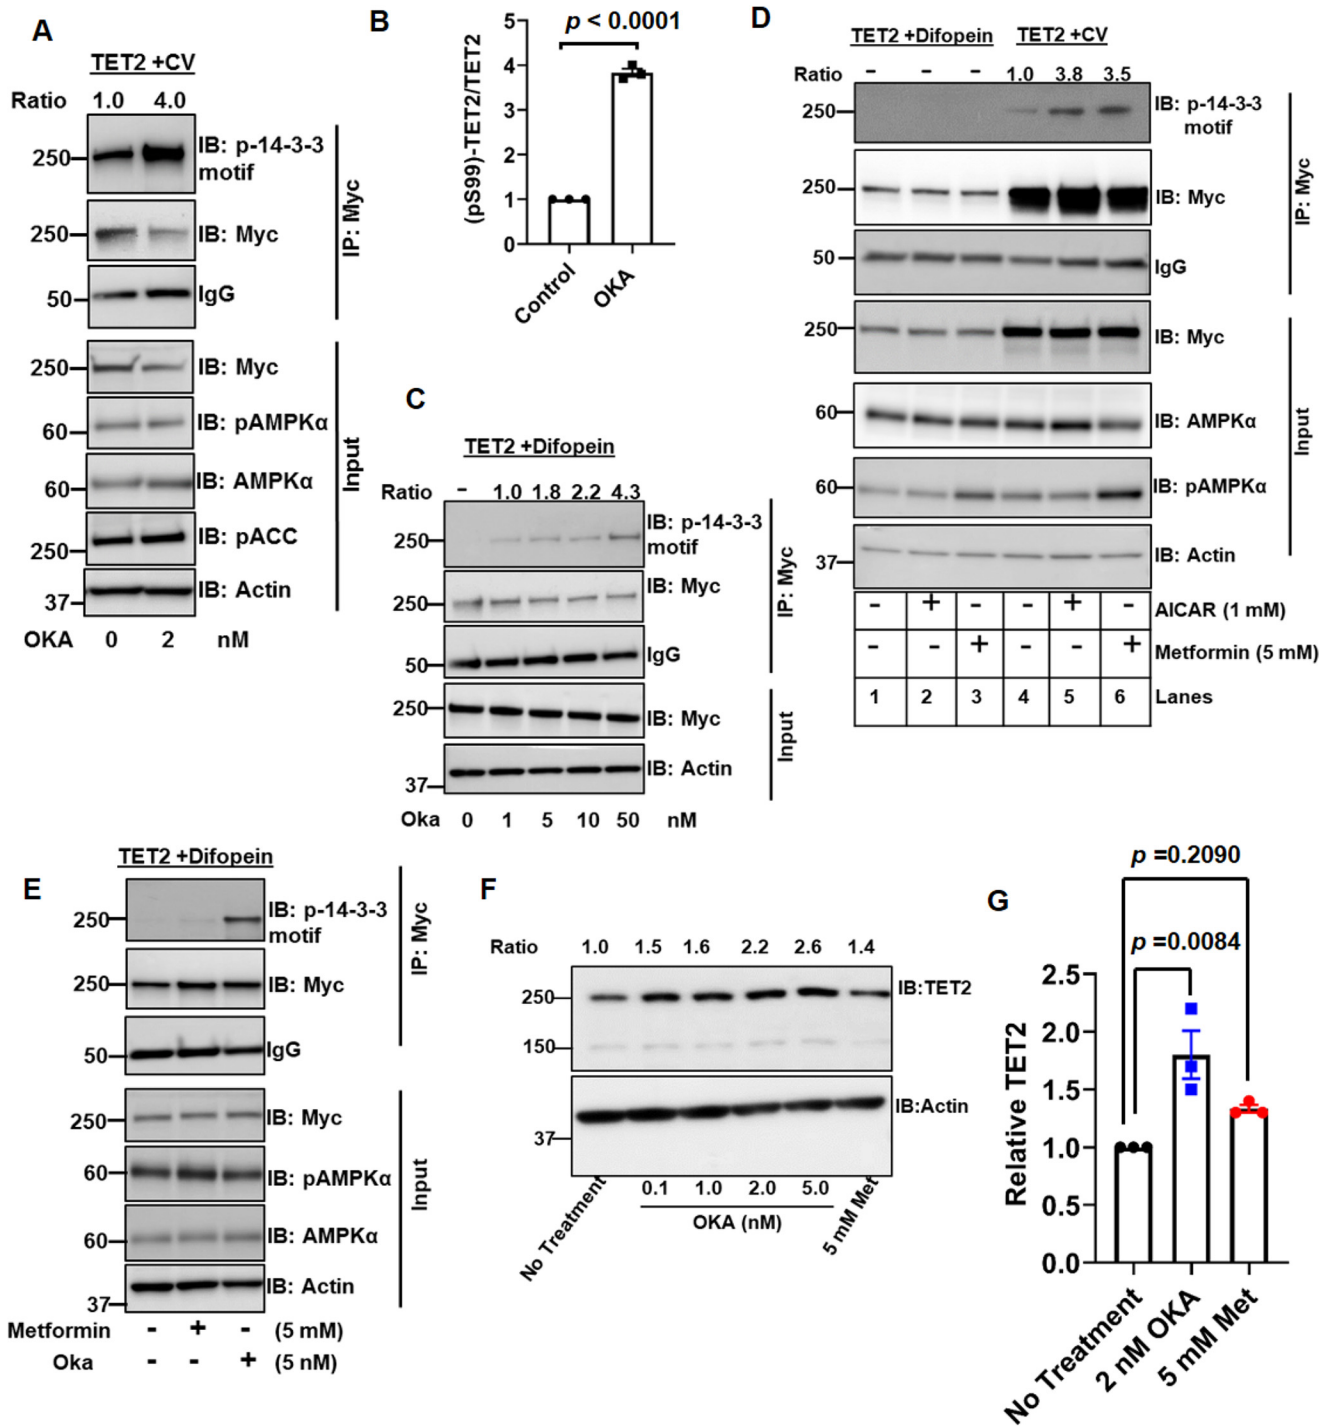 A
TET2 +CV
Ratio 1.0 4.0
250 IB: p-14-3-3
motif
250 IB: Myc
50 IgG
IP: Myc
250 IB: Myc
60 IB: pAMPKα
60 IB: AMPKα
250 IB: pACC
37 IB: Actin
Input
OKA 0 2 nM
B
p < 0.0001
(pS99)-TET2/TET2
5
4
3
2
1
0
Control
OKA
C
TET2 +Difopein
Ratio - 1.0 1.8 2.2 4.3
250 IB: p-14-3-3
motif
250 IB: Myc
50 IgG
IP: Myc
250 IB: Myc
37 IB: Actin
Input
Oka 0 1 5 10 50 nM
D
TET2 +Difopein TET2 +CV
Ratio - - - 1.0 3.8 3.5
250 IB: p-14-3-3
motif
250 IB: Myc
50 IgG
IP: Myc
250 IB: Myc
60 IB: AMPKα
60 IB: pAMPKα
37 IB: Actin
Input
- + - - + - AICAR (1 mM)
- - + - - + Metformin (5 mM)
1 2 3 4 5 6 Lanes
E
TET2 +Difopein
250 IB: p-14-3-3
motif
250 IB: Myc
50 IgG
IP: Myc
250 IB: Myc
60 IB: pAMPKα
60 IB: AMPKα
37 IB: Actin
Input
Metformin - + - (5 mM)
Oka - - + (5 nM)
F
Ratio 1.0 1.5 1.6 2.2 2.6 1.4
250 IB:TET2
150
37 IB:Actin
No Treatment 0.1 1.0 2.0 5.0 5 mM Met
OKA (nM)
G
p =0.2090
p =0.0084
Relative TET2
2.5
2.0
1.5
1.0
0.5
0.0
No Treatment
2 nM OKA
5 mM Met